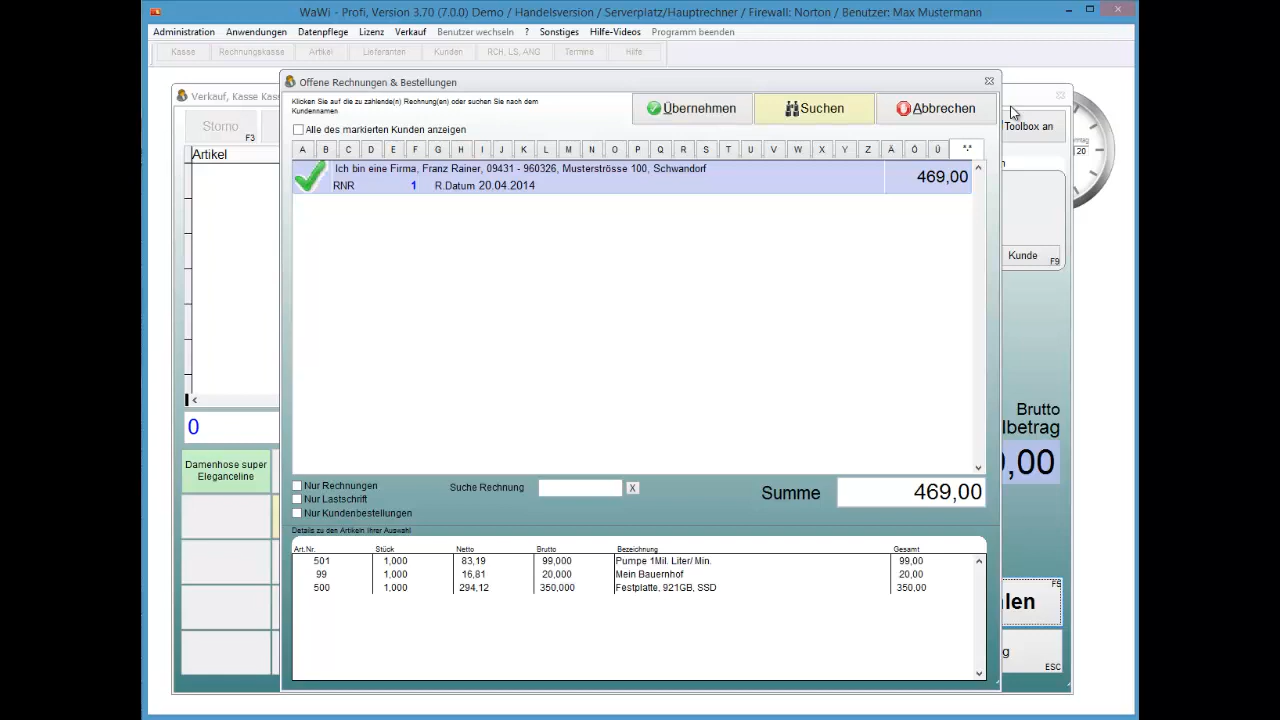 WaWi - Profi, Version 3.70 (7.0.0) Demo / Handelsversion / Serverplatz/Hauptrechner / Firewall: Norton / Benutzer: Max Mustermann
Administration Anwendungen Datenpflege Lizenz Verkauf Benutzer wechseln ? Sonstiges Hilfe-Videos Programm beenden
Kasse Rechnungskasse Artikel Lieferanten Kunden RCH, LS, ANG Termine Hilfe
Verkauf, Kasse Kas
Storno F3
Artikel
0
Damenhose super
Eleganceline
Offene Rechnungen & Bestellungen
Klicken Sie auf die zu zahlende(n) Rechnung(en) oder suchen Sie nach dem
Kundennamen
Übernehmen Suchen Abbrechen
Alle des markierten Kunden anzeigen
A B C D E F G H I J K L M N O P Q R S T U V W X Y Z Ä Ö Ü *.*
Ich bin eine Firma, Franz Rainer, 09431 - 960326, Musterströsse 100, Schwandorf
469,00
RNR 1 R.Datum 20.04.2014
Nur Rechnungen
Nur Lastschrift
Nur Kundenbestellungen
Suche Rechnung X
Summe 469,00
Details zu den Artikeln Ihrer Auswahl
Art.Nr. Stück Netto Brutto Bezeichnung Gesamt
501 1,000 83,19 99,000 Pumpe 1Mil. Liter/ Min. 99,00
99 1,000 16,81 20,000 Mein Bauernhof 20,00
500 1,000 294,12 350,000 Festplatte, 921GB, SSD 350,00
Toolbox an
20
Kunde F9
Brutto
lbetrag
0,00
F5
len
g
ESC